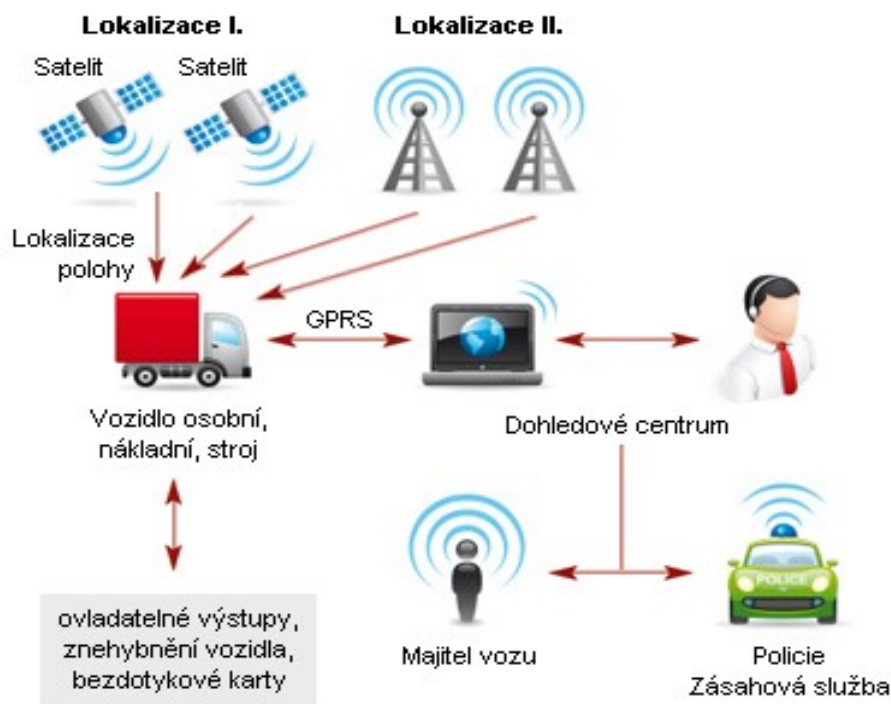 Lokalizace I.
Lokalizace II.
Satelit
Satelit
Lokalizace
polohy
GPRS
Vozidlo osobní,
nákladní, stroj
Dohledové centrum
ovladatelné výstupy,
znehybnění vozidla,
bezdotykové karty
Majitel vozu
POLICE
Policie
Zásahová služba